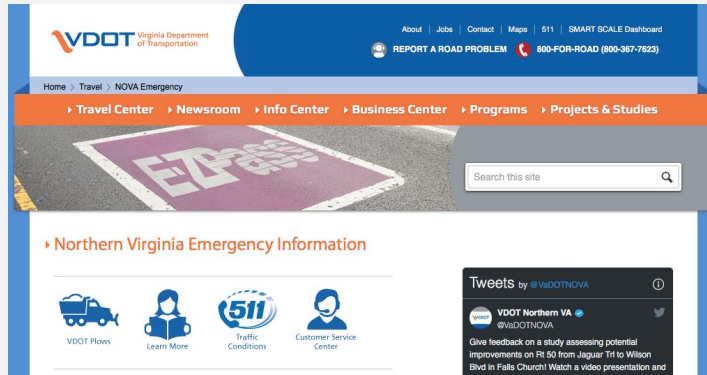 VDOT Virginia Department
of Transportation
About | Jobs | Contact | Maps | 511 | SMART SCALE Dashboard
REPORT A ROAD PROBLEM 800-FOR-ROAD (800-367-7623)
Home > Travel > NOVA Emergency
Travel Center Newsroom Info Center Business Center Programs Projects & Studies
E-ZPass
Search this site
Northern Virginia Emergency Information
511
VDOT Plows
Learn More
Traffic
Conditions
Customer Service
Center
Tweets by @VaDOTNOVA
VDOT
VDOT Northern VA
@VaDOTNOVA
Give feedback on a study assessing potential
improvements on Rt 50 from Jaguar Trl to Wilson
Blvd in Falls Church! Watch a video presentation and